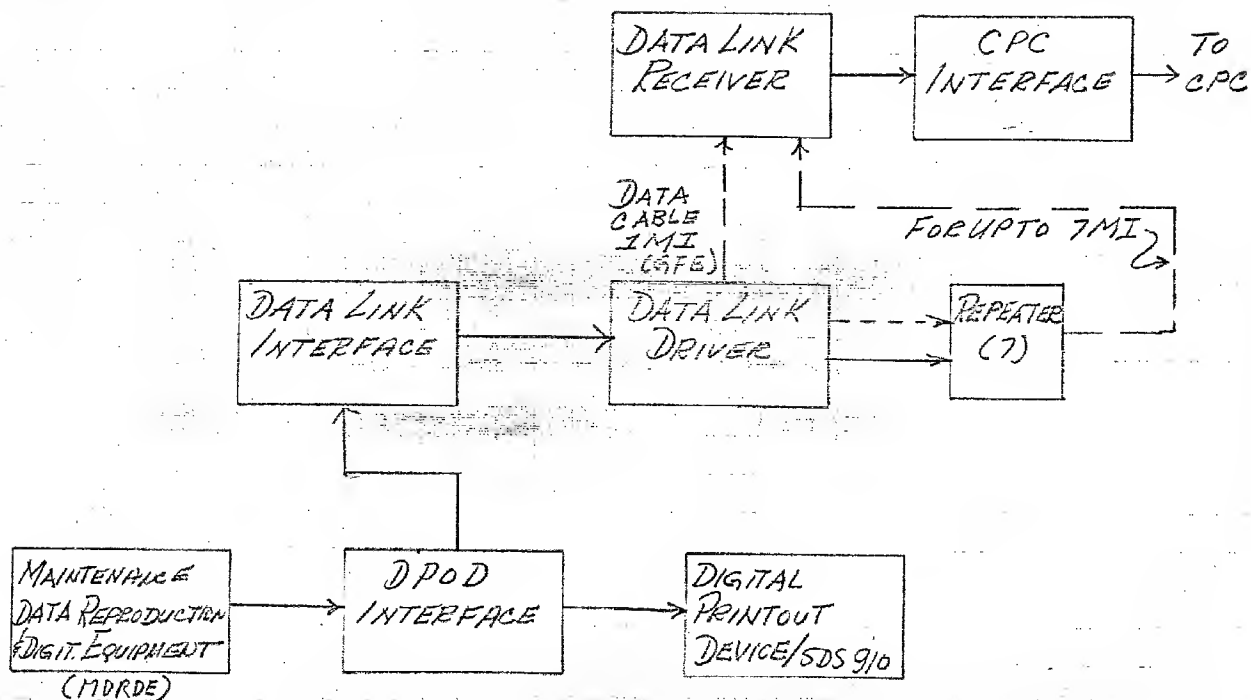 DATA LINK
RECEIVER
CPC
INTERFACE
TO
CPC
DATA
CABLE
1MI
(GFE)
FOR UP TO 7MI
DATA LINK
INTERFACE
DATA LINK
DRIVER
REPEATER
(7)
MAINTENANCE
DATA REPRODUCTION
&DIGIT. EQUIPMENT
(MDRDE)
DPOD
INTERFACE
DIGITAL
PRINTOUT
DEVICE/SDS 910